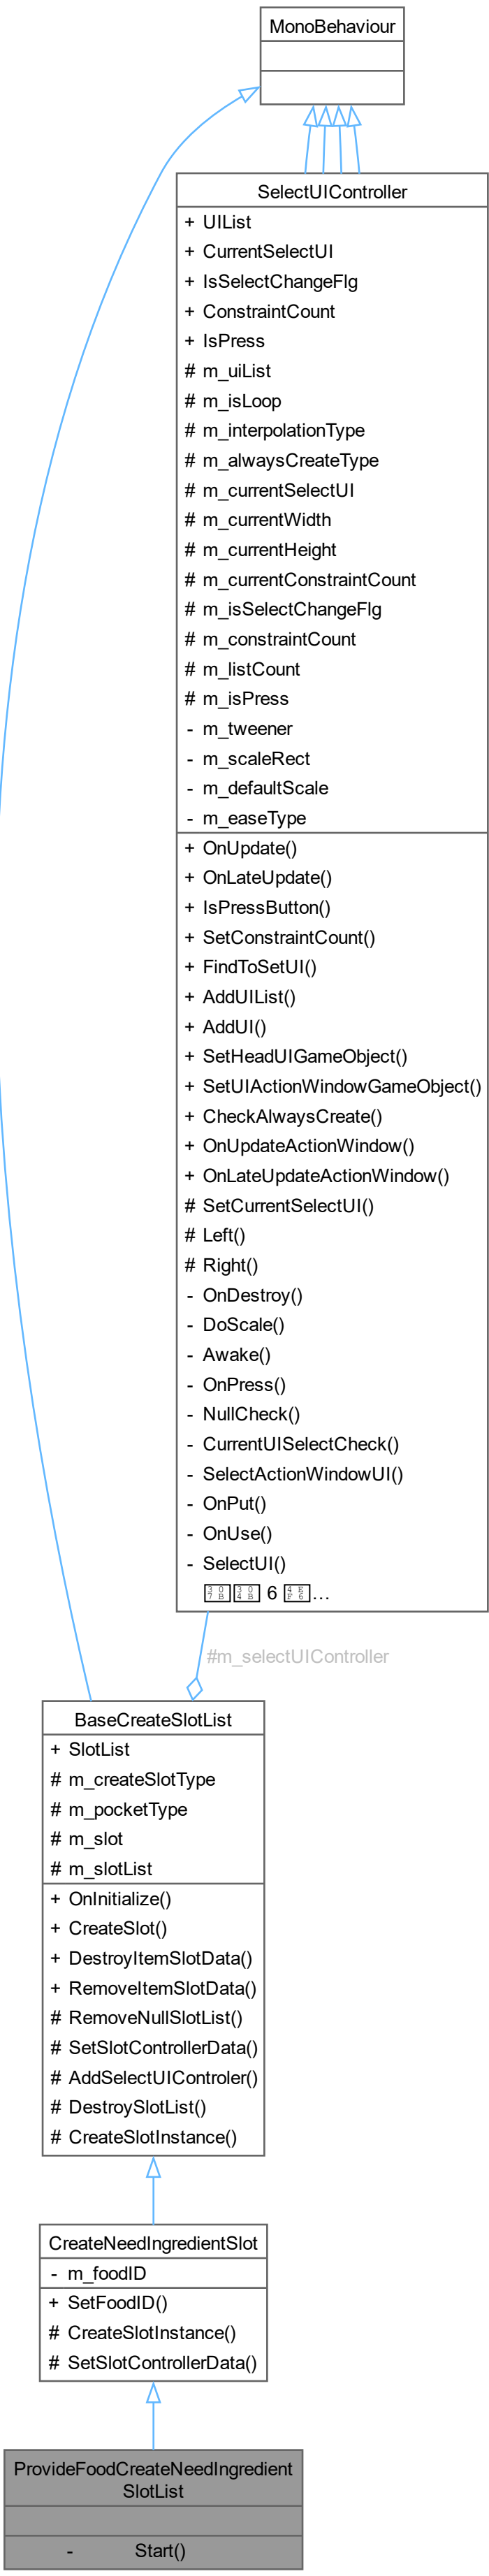 MonoBehaviour
SelectUIController
+ UIList
+ CurrentSelectUI
+ IsSelectChangeFlg
+ ConstraintCount
+ IsPress
# m_uiList
# m_isLoop
# m_interpolationType
# m_alwaysCreateType
# m_currentSelectUI
# m_currentWidth
# m_currentHeight
# m_currentConstraintCount
# m_isSelectChangeFlg
# m_constraintCount
# m_listCount
# m_isPress
- m_tweener
- m_scaleRect
- m_defaultScale
- m_easeType
+ OnUpdate()
+ OnLateUpdate()
+ IsPressButton()
+ SetConstraintCount()
+ FindToSetUI()
+ AddUIList()
+ AddUI()
+ SetHeadUIGameObject()
+ SetUIActionWindowGameObject()
+ CheckAlwaysCreate()
+ OnUpdateActionWindow()
+ OnLateUpdateActionWindow()
# SetCurrentSelectUI()
# Left()
# Right()
- OnDestroy()
- DoScale()
- Awake()
- OnPress()
- NullCheck()
- CurrentUISelectCheck()
- SelectActionWindowUI()
- OnPut()
- OnUse()
- SelectUI()
6 ...
#m_selectUIController
BaseCreateSlotList
+ SlotList
# m_createSlotType
# m_pocketType
# m_slot
# m_slotList
+ OnInitialize()
+ CreateSlot()
+ DestroyItemSlotData()
+ RemoveItemSlotData()
# RemoveNullSlotList()
# SetSlotControllerData()
# AddSelectUIControler()
# DestroySlotList()
# CreateSlotInstance()
CreateNeedIngredientSlot
- m_foodID
+ SetFoodID()
# CreateSlotInstance()
# SetSlotControllerData()
ProvideFoodCreateNeedIngredient
SlotList
- Start()